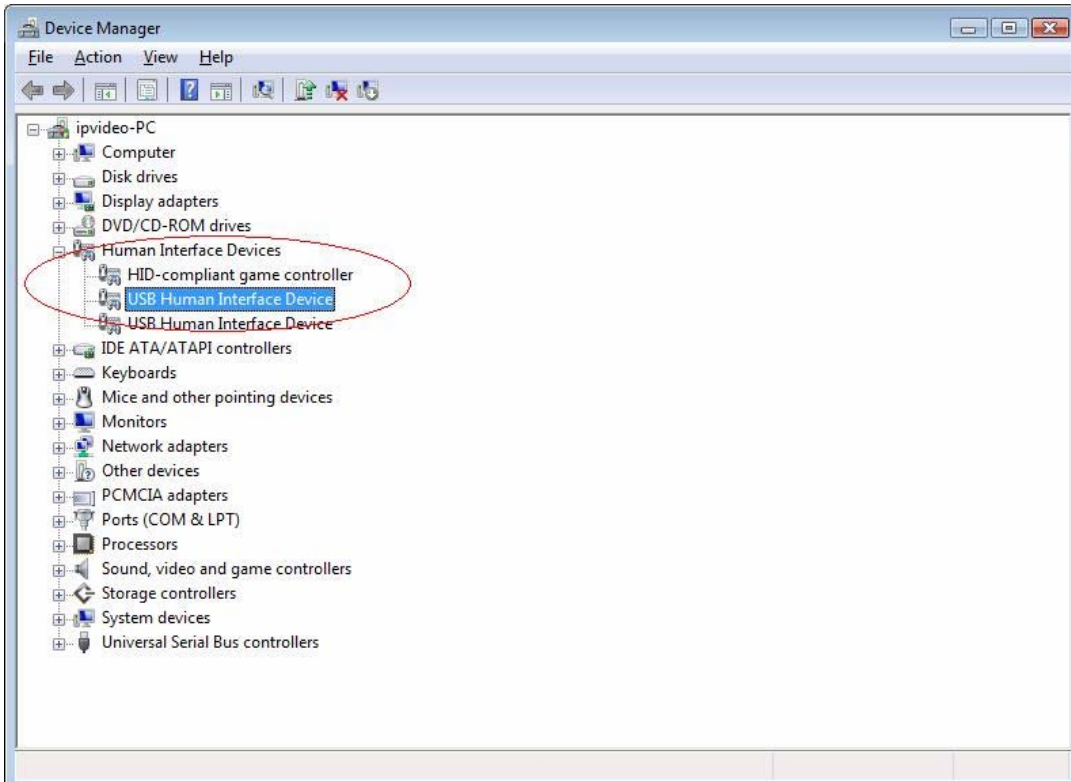 Device Manager
File Action View Help
ipvideo-PC
Computer
Disk drives
Display adapters
DVD/CD-ROM drives
Human Interface Devices
HID-compliant game controller
USB Human Interface Device
USB Human Interface Device
IDE ATA/ATAPI controllers
Keyboards
Mice and other pointing devices
Monitors
Network adapters
Other devices
PCMCIA adapters
Ports (COM & LPT)
Processors
Sound, video and game controllers
Storage controllers
System devices
Universal Serial Bus controllers